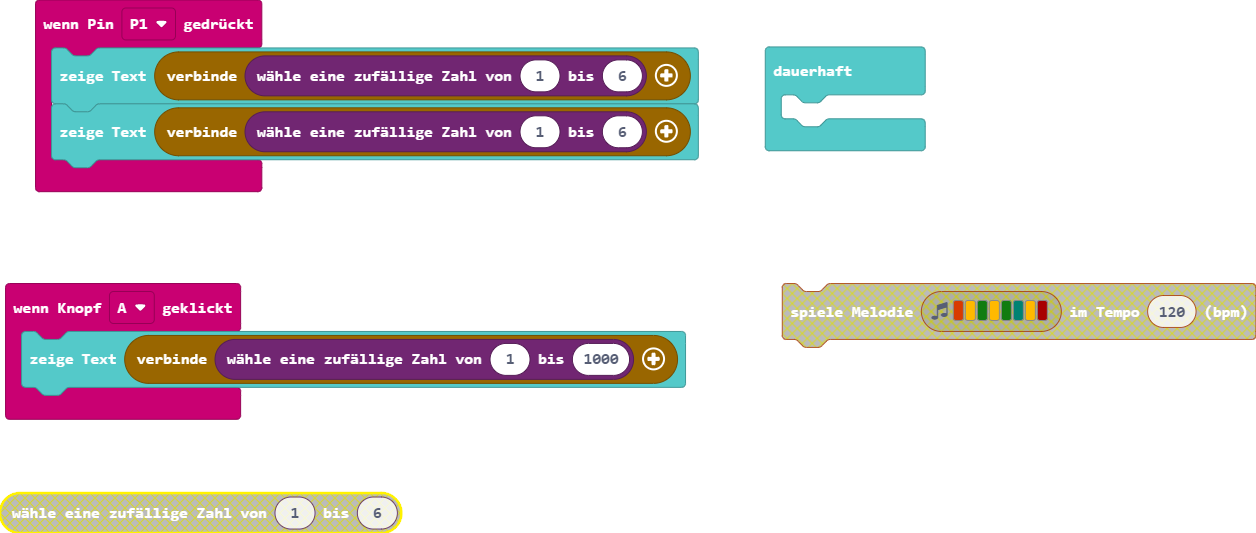 wenn Pin P1 gedrückt
zeige Text verbinde wähle eine zufällige Zahl von 1 bis 6
zeige Text verbinde wähle eine zufällige Zahl von 1 bis 6
dauerhaft
wenn Knopf A geklickt
zeige Text verbinde wähle eine zufällige Zahl von 1 bis 1000
spiele Melodie im Tempo 120 (bpm)
wähle eine zufällige Zahl von 1 bis 6